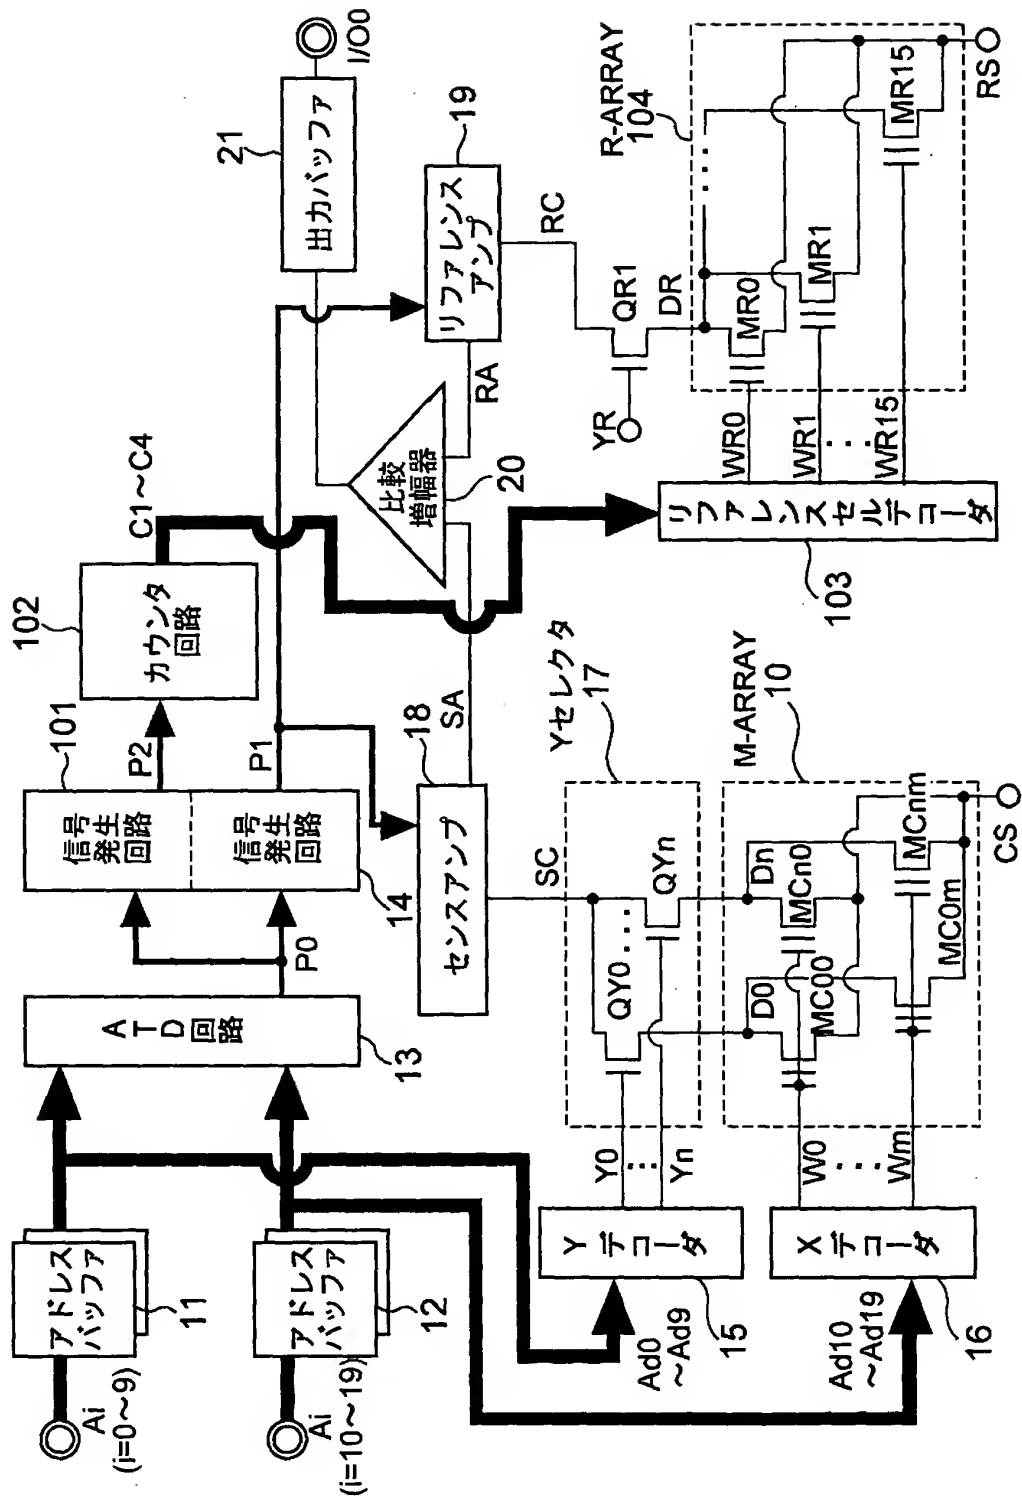 Ai
(i=0～9)
アドレス
バッファ
11
Ai
(i=10～19)
アドレス
バッファ
12
ATD回路
13
P0
信号
発生
回路
101
信号
発生
回路
14
P2
P1
カウンタ
回路
102
C1～C4
出力バッファ
21
I/O0
センスアンプ
18
SA
比較
増幅器
20
RA
リファレンス
アンプ
19
RC
SC
Yセレクタ
17
QY0
QYn
Y0
Yn
Yデコーダ
15
Ad0
～Ad9
Xデコーダ
16
Ad10
～Ad19
W0
Wm
M-ARRAY
10
D0
Dn
MC00
MCn0
MC0m
MCnm
CS
リファレンスセルデコーダ
103
WR0
WR1
WR15
YR
QR1
DR
R-ARRAY
104
MR0
MR1
MR15
RS